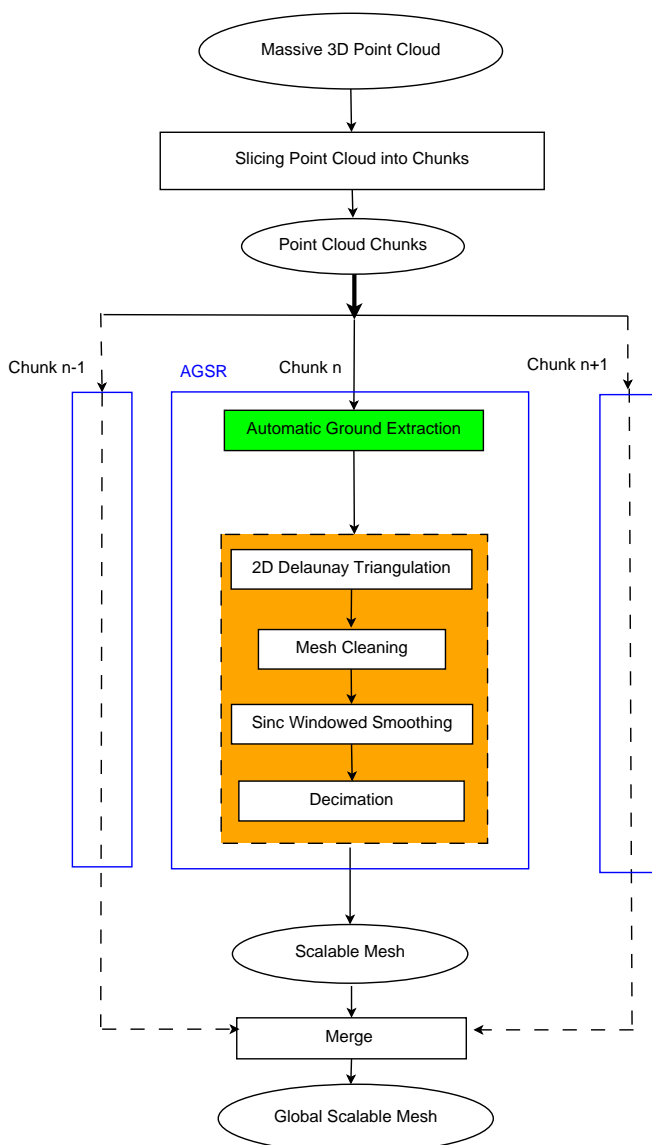 Massive 3D Point Cloud
Slicing Point Cloud into Chunks
Point Cloud Chunks
Chunk n-1
AGSR
Chunk n
Chunk n+1
Automatic Ground Extraction
2D Delaunay Triangulation
Mesh Cleaning
Sinc Windowed Smoothing
Decimation
Scalable Mesh
Merge
Global Scalable Mesh